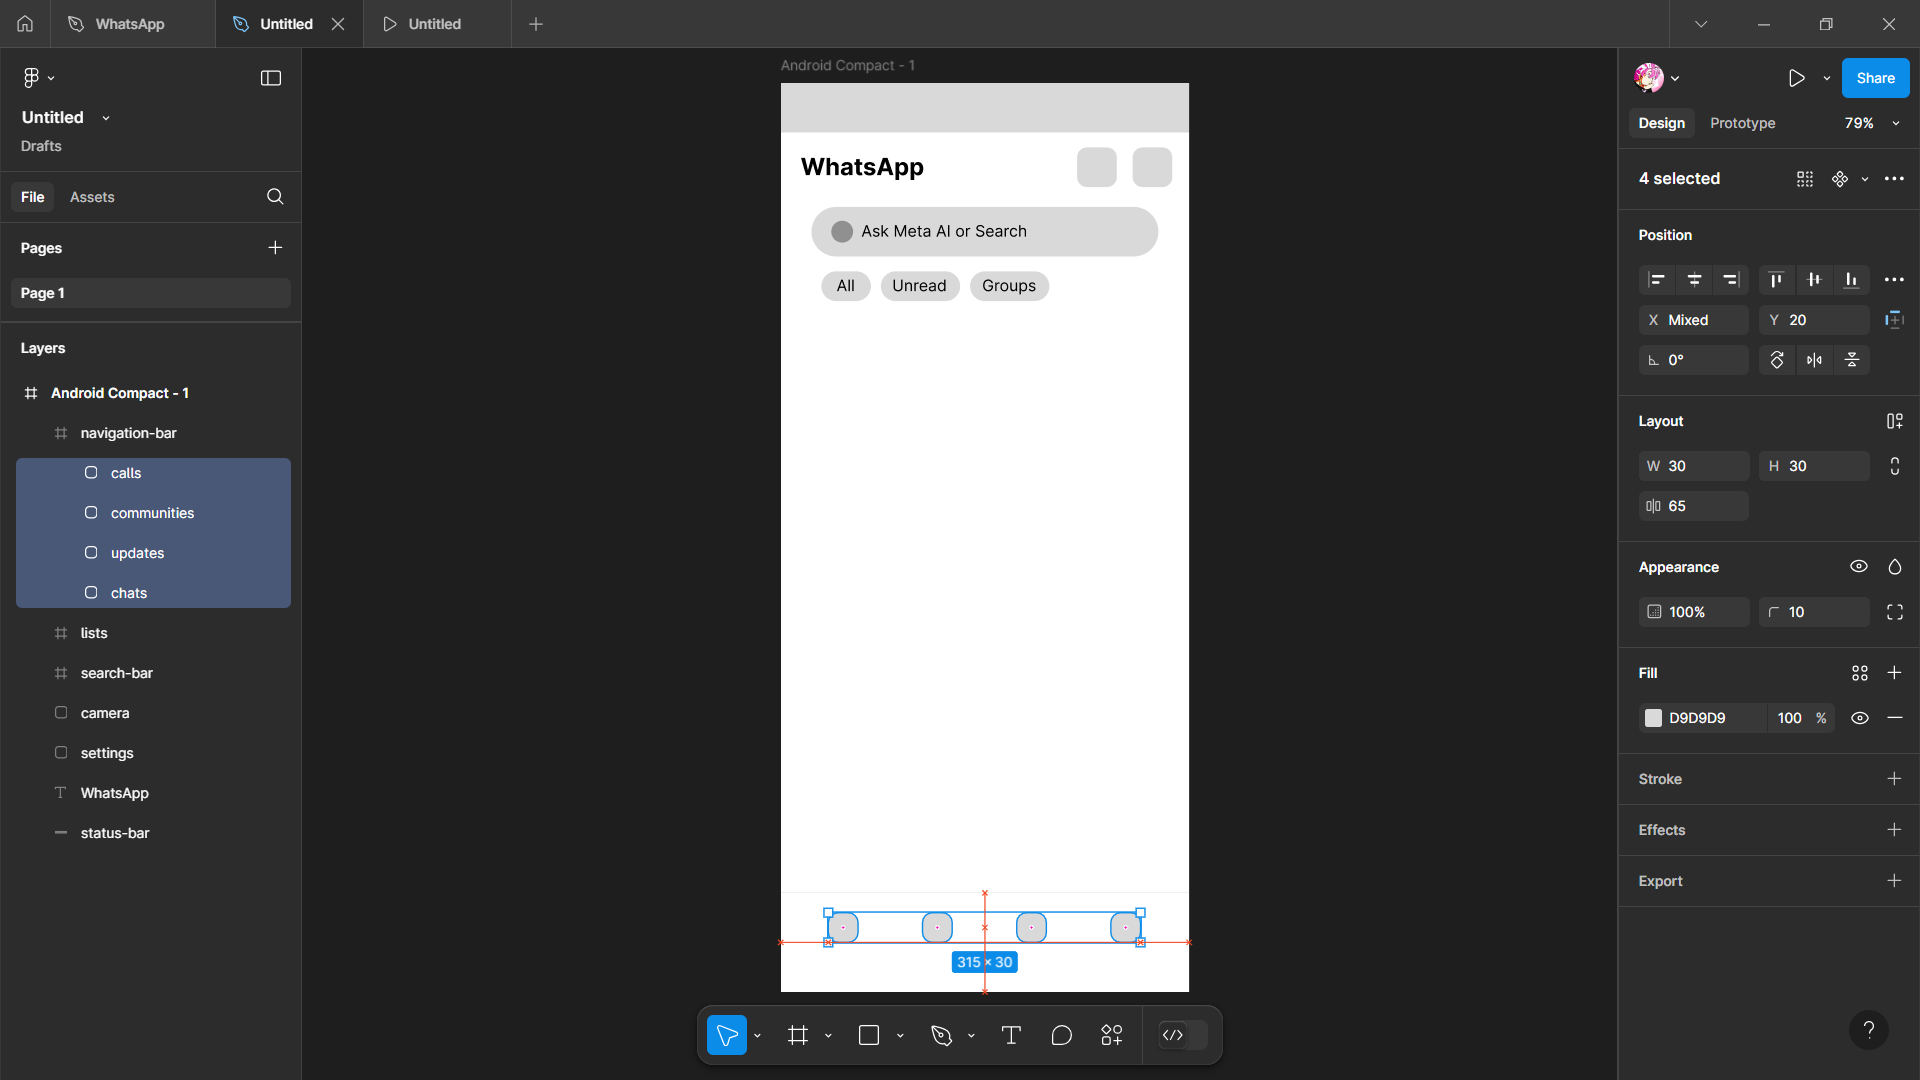 WhatsApp
Untitled
Untitled
Untitled
Drafts
File
Assets
Pages
Page 1
Layers
Android Compact - 1
navigation-bar
calls
communities
updates
chats
lists
search-bar
camera
settings
WhatsApp
status-bar
Android Compact - 1
WhatsApp
Ask Meta AI or Search
All
Unread
Groups
315 × 30
Share
Design
Prototype
79%
4 selected
Position
X Mixed
Y 20
0°
Layout
W 30
H 30
65
Appearance
100%
10
Fill
D9D9D9
100 %
Stroke
Effects
Export
?